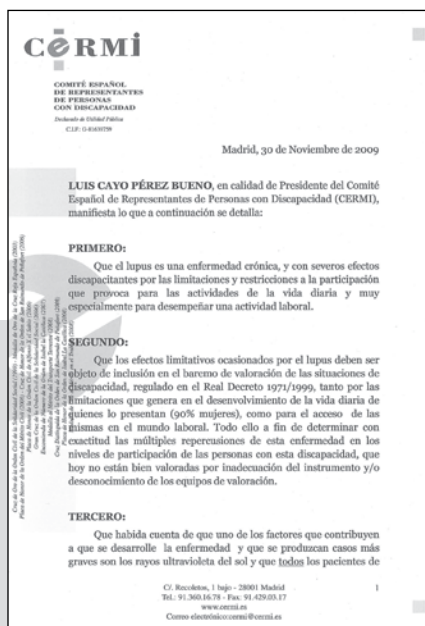 CERMI
COMITÉ ESPAÑOL
DE REPRESENTANTES
DE PERSONAS
CON DISCAPACIDAD
Declarado de Utilidad Pública
C.I.F.: G-81639759
Madrid, 30 de Noviembre de 2009
LUIS CAYO PÉREZ BUENO, en calidad de Presidente del Comité
Español de Representantes de Personas con Discapacidad (CERMI),
manifiesta lo que a continuación se detalla:
PRIMERO:
Que el lupus es una enfermedad crónica, y con severos efectos
discapacitantes por las limitaciones y restricciones a la participación
que provoca para las actividades de la vida diaria y muy
especialmente para desempeñar una actividad laboral.
SEGUNDO:
Que los efectos limitativos ocasionados por el lupus deben ser
objeto de inclusión en el baremo de valoración de las situaciones de
discapacidad, regulado en el Real Decreto 1971/1999, tanto por las
limitaciones que genera en el desenvolvimiento de la vida diaria de
quienes lo presentan (90% mujeres), como para el acceso de las
mismas en el mundo laboral. Todo ello a fin de determinar con
exactitud las múltiples repercusiones de esta enfermedad en los
niveles de participación de las personas con esta discapacidad, que
hoy no están bien valoradas por inadecuación del instrumento y/o
desconocimiento de los equipos de valoración.
TERCERO:
Que habida cuenta de que uno de los factores que contribuyen
a que se desarrolle la enfermedad y que se produzcan casos más
graves son los rayos ultravioleta del sol y que todos los pacientes de
C/. Recoletos, 1 bajo - 28001 Madrid
1
Tel.: 91.360.16.78 - Fax: 91.429.03.17
www.cermi.es
Correo electrónico:cermi@cermi.es